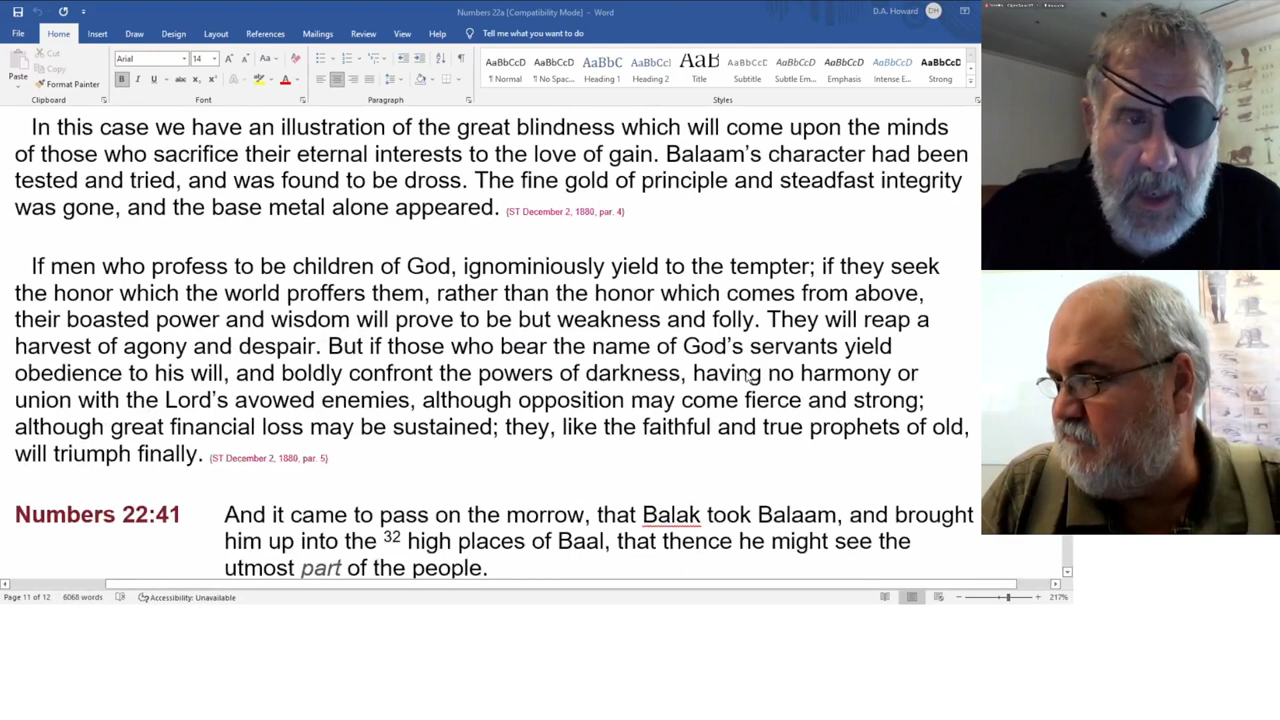 Numbers 22a [Compatibility Mode] - Word
D.A. Howard
DH
File Home Insert Draw Design Layout References Mailings Review View Help Tell me what you want to do
Paste
Cut
Copy
Format Painter
Clipboard
Arial 14
Aa
B I U
Font
Paragraph
AaBbCcD AaBbCcD AaBbC AaBbCcI AaB AaBbCcD AaBbCcD AaBbCcD AaBbCcD AaBbCcD
¶ Normal ¶ No Spac... Heading 1 Heading 2 Title Subtitle Subtle Em... Emphasis Intense E... Strong
Styles
In this case we have an illustration of the great blindness which will come upon the minds
of those who sacrifice their eternal interests to the love of gain. Balaam's character had been
tested and tried, and was found to be dross. The fine gold of principle and steadfast integrity
was gone, and the base metal alone appeared. {ST December 2, 1880, par. 4}
If men who profess to be children of God, ignominiously yield to the tempter; if they seek
the honor which the world proffers them, rather than the honor which comes from above,
their boasted power and wisdom will prove to be but weakness and folly. They will reap a
harvest of agony and despair. But if those who bear the name of God's servants yield
obedience to his will, and boldly confront the powers of darkness, having no harmony or
union with the Lord's avowed enemies, although opposition may come fierce and strong;
although great financial loss may be sustained; they, like the faithful and true prophets of old,
will triumph finally. {ST December 2, 1880, par. 5}
Numbers 22:41 And it came to pass on the morrow, that Balak took Balaam, and brought
him up into the 32 high places of Baal, that thence he might see the
utmost part of the people.
Page 11 of 12 6068 words Accessibility: Unavailable 217%